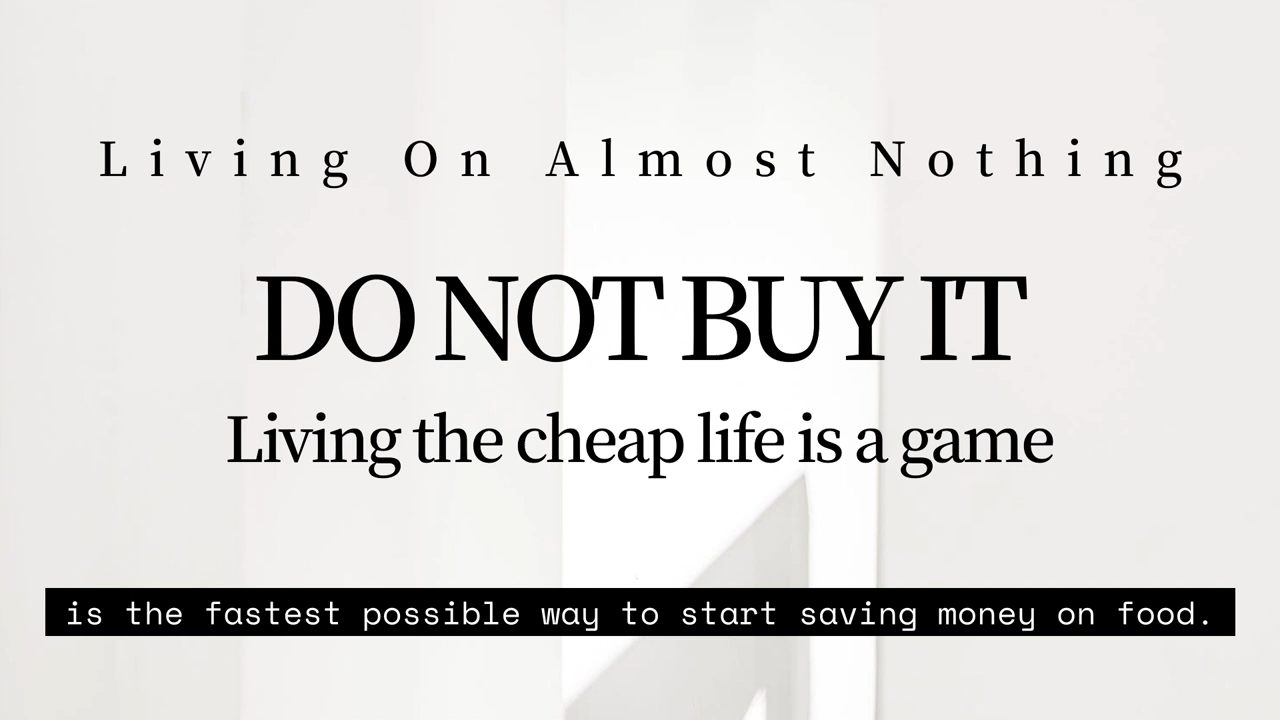 Living On Almost Nothing
DO NOT BUY IT
Living the cheap life is a game
is the fastest possible way to start saving money on food.